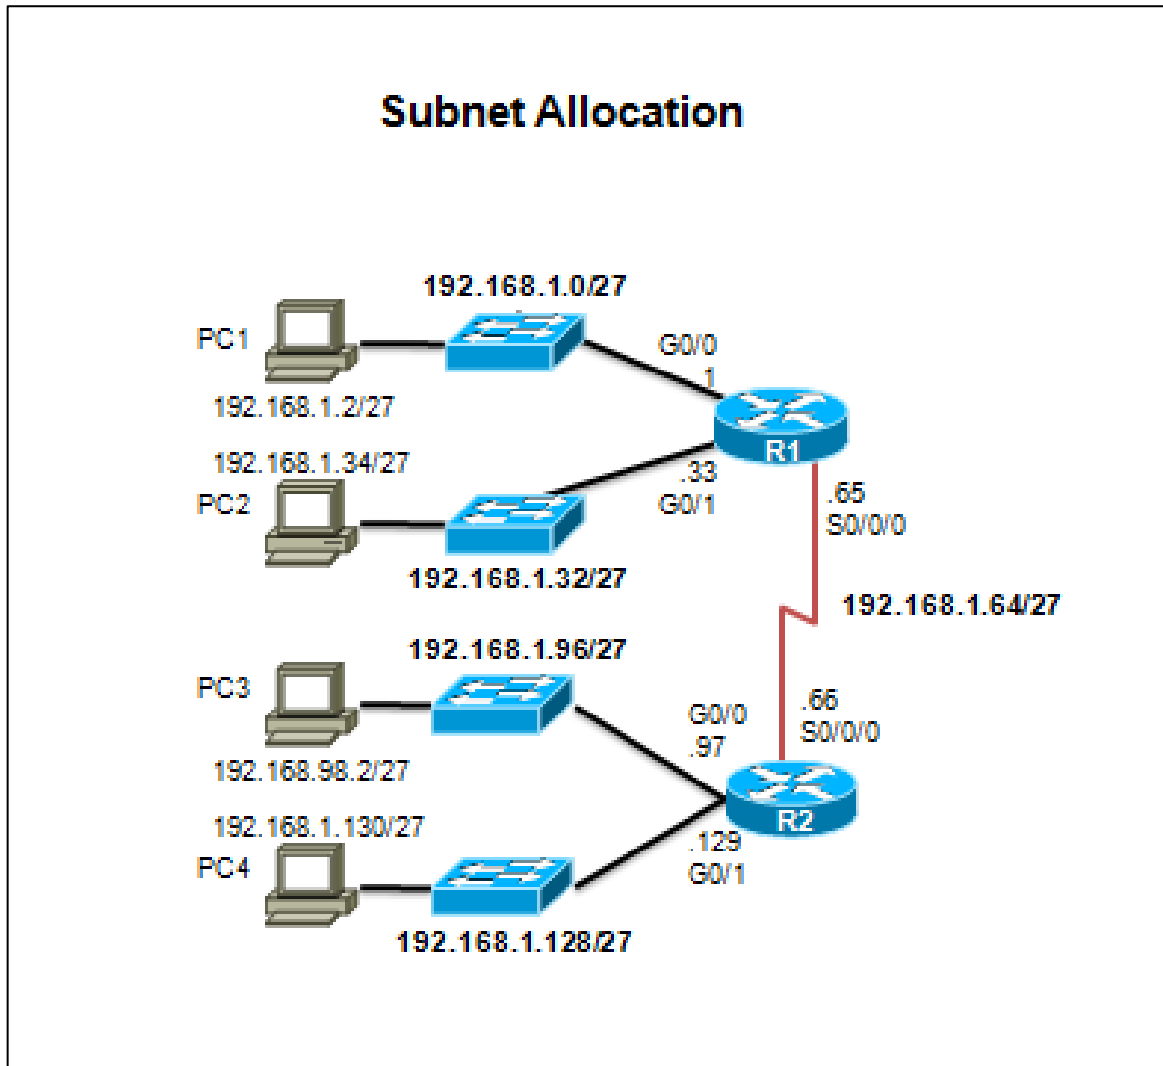 Subnet Allocation
192.168.1.0/27
PC1
G0/0
1
192.168.1.2/27
R1
192.168.1.34/27
.33
G0/1
PC2
.65
S0/0/0
192.168.1.32/27
192.168.1.64/27
192.168.1.96/27
PC3
G0/0
.97
.66
S0/0/0
192.168.98.2/27
R2
192.168.1.130/27
.129
G0/1
PC4
192.168.1.128/27